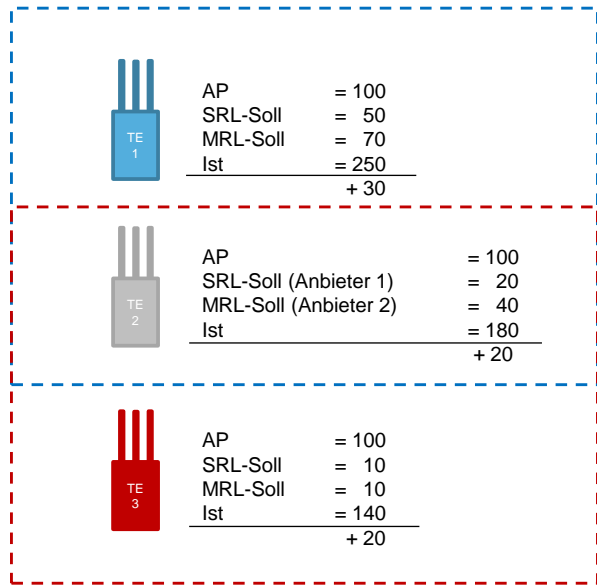 TE
1
AP = 100
SRL-Soll = 50
MRL-Soll = 70
Ist = 250
+ 30
TE
2
AP = 100
SRL-Soll (Anbieter 1) = 20
MRL-Soll (Anbieter 2) = 40
Ist = 180
+ 20
TE
3
AP = 100
SRL-Soll = 10
MRL-Soll = 10
Ist = 140
+ 20